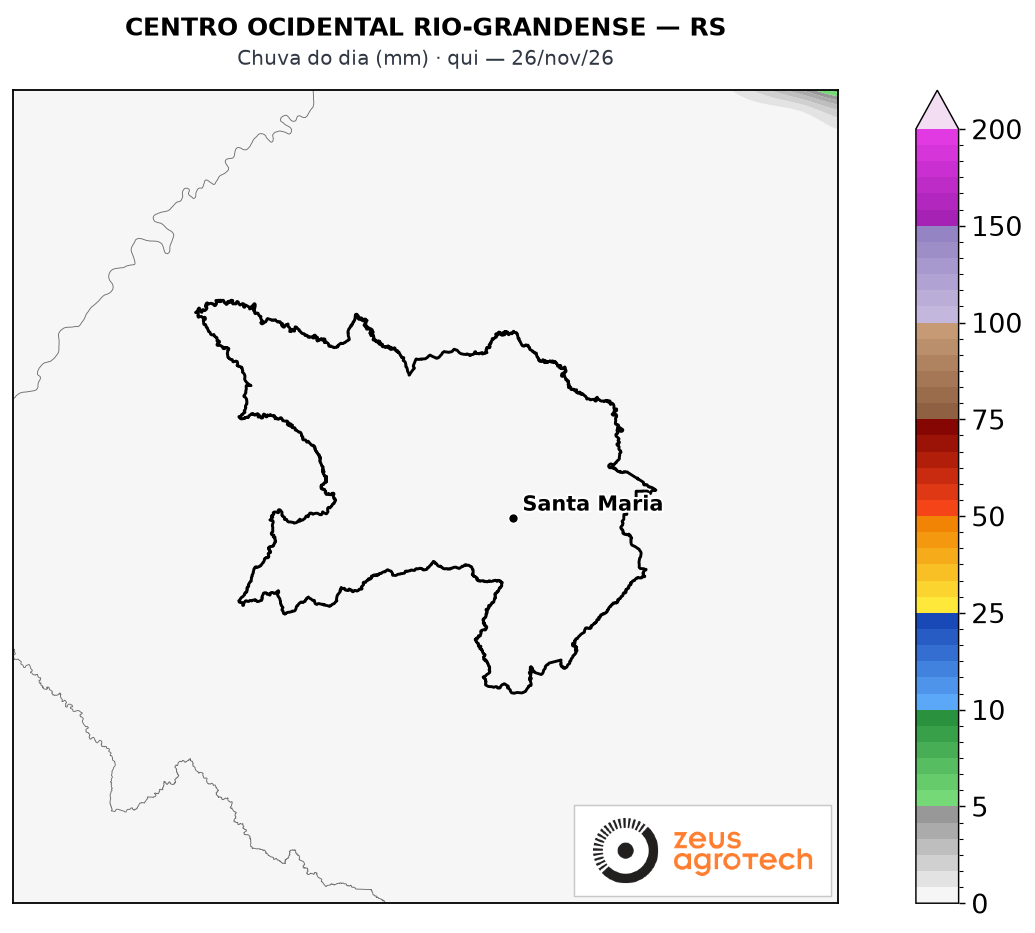 CENTRO OCIDENTAL RIO-GRANDENSE — RS
Chuva do dia (mm) · qui — 26/nov/26
200
150
100
75
50
25
10
5
0
Santa Maria
zeus
agrotech